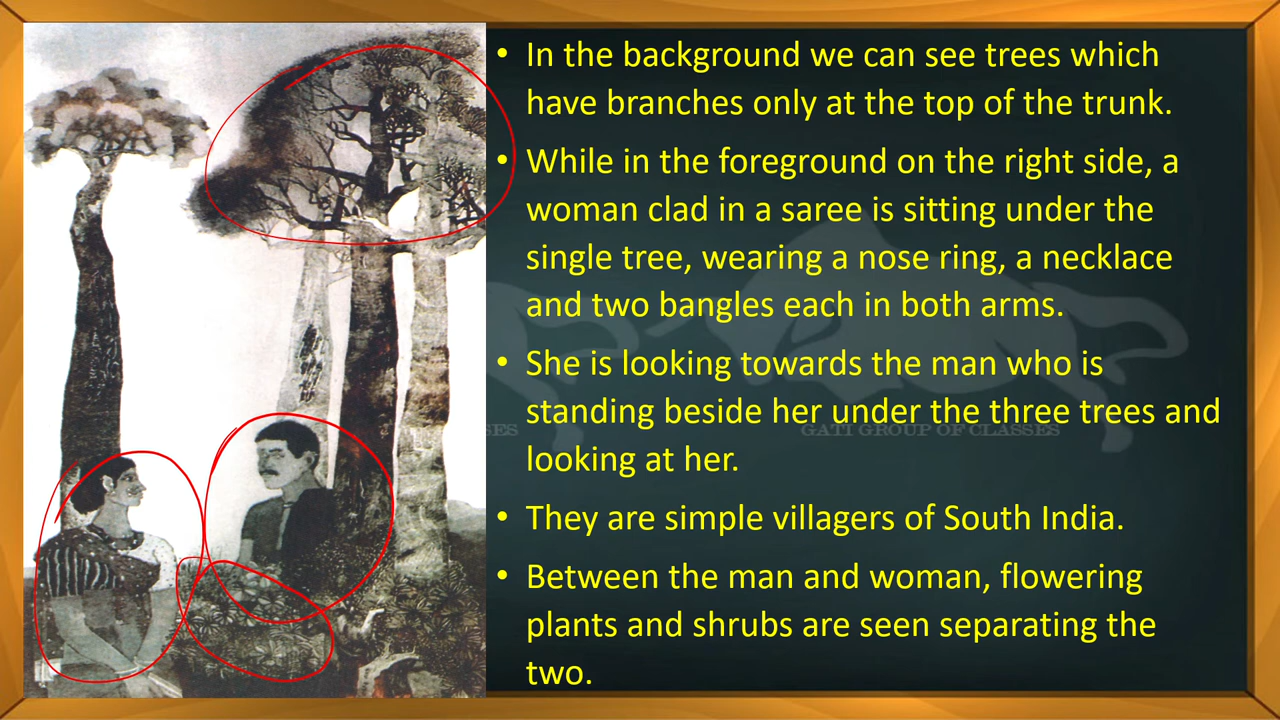 • In the background we can see trees which
have branches only at the top of the trunk.
• While in the foreground on the right side, a
woman clad in a saree is sitting under the
single tree, wearing a nose ring, a necklace
and two bangles each in both arms.
• She is looking towards the man who is
standing beside her under the three trees and
looking at her.
• They are simple villagers of South India.
• Between the man and woman, flowering
plants and shrubs are seen separating the
two.
GATI GROUP OF CLASSES